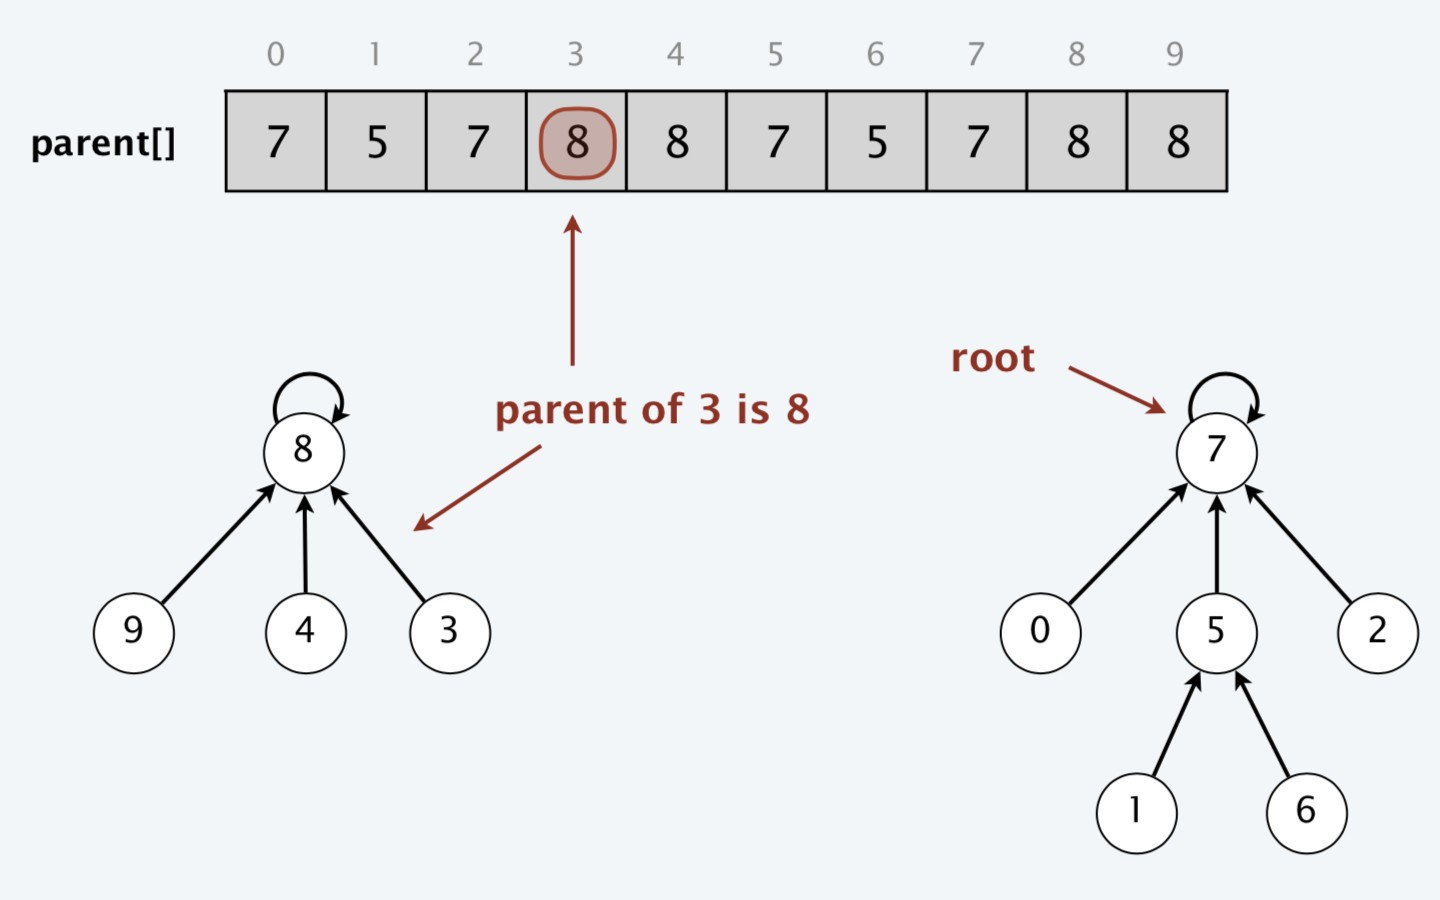 0 1 2 3 4 5 6 7 8 9
parent[] 7 5 7 8 8 7 5 7 8 8
root
parent of 3 is 8
8 7
9 4 3 0 5 2
1 6